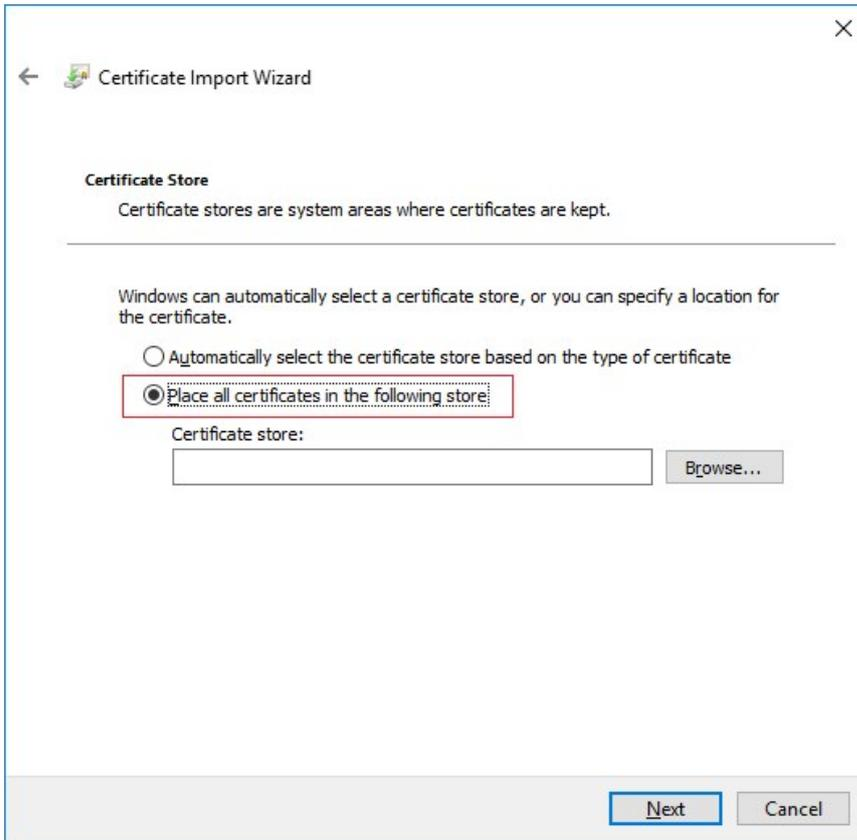 Certificate Import Wizard
Certificate Store
Certificate stores are system areas where certificates are kept.
Windows can automatically select a certificate store, or you can specify a location for
the certificate.
Automatically select the certificate store based on the type of certificate
Place all certificates in the following store
Certificate store:
Browse...
Next
Cancel